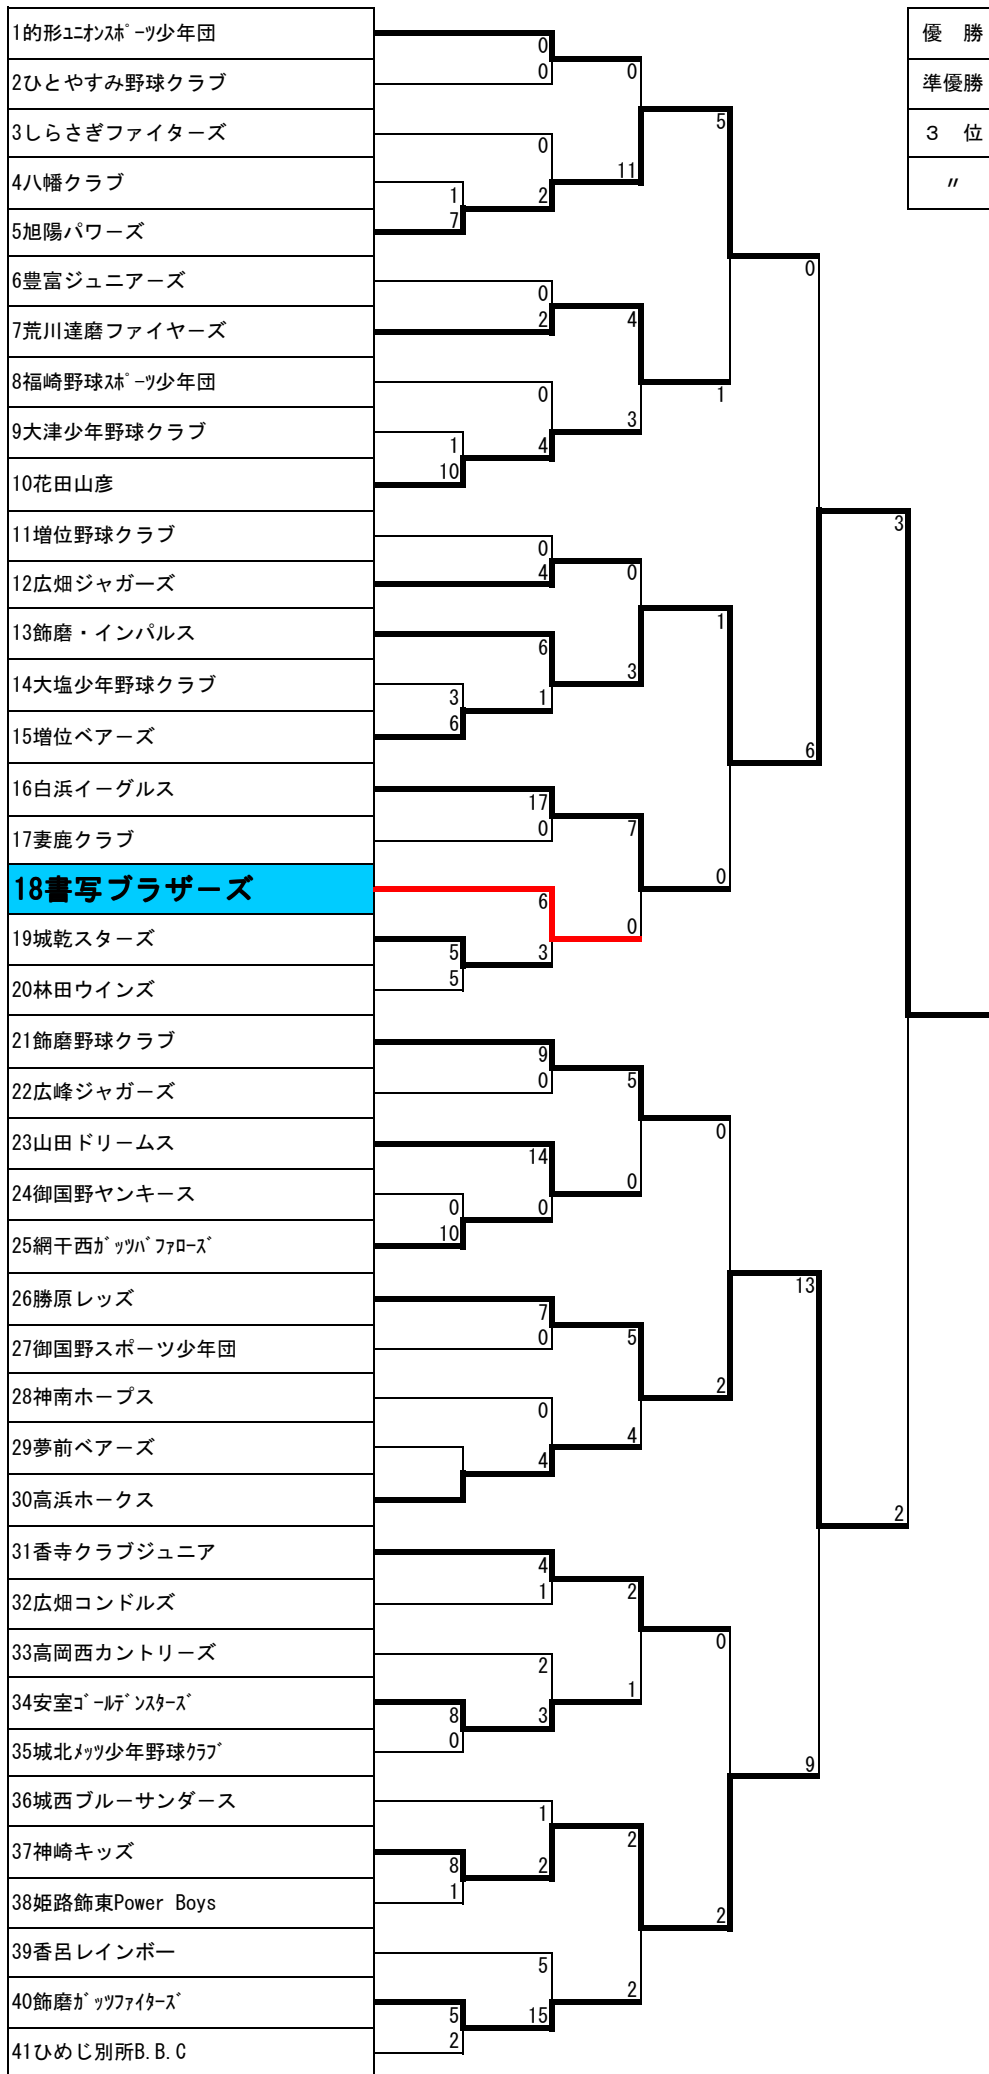 1的形ﾕﾆｵﾝｽﾎﾟｰﾂ少年団
0
優　勝
2ひとやすみ野球クラブ
0
0
準優勝
3しらさぎファイターズ
0
5
３　位
4八幡クラブ
1
2
11
〃
5旭陽パワーズ
7
6豊富ジュニアーズ
0
0
7荒川達磨ファイヤーズ
2
4
8福崎野球ｽﾎﾟｰﾂ少年団
0
1
9大津少年野球クラブ
1
4
3
10花田山彦
10
11増位野球クラブ
0
3
12広畑ジャガーズ
4
0
13飾磨・インパルス
6
1
14大塩少年野球クラブ
3
1
3
15増位ベアーズ
6
6
16白浜イーグルス
17
17妻鹿クラブ
0
7
18書写ブラザーズ
6
0
19城乾スターズ
5
3
0
20林田ウインズ
5
21飾磨野球クラブ
9
22広峰ジャガーズ
0
5
23山田ドリームス
14
0
24御国野ヤンキース
0
0
0
25網干西ｶﾞｯﾂﾊﾞﾌｧﾛｰｽﾞ
10
26勝原レッズ
7
13
27御国野スポーツ少年団
0
5
28神南ホープス
0
2
29夢前ベアーズ
4
4
30高浜ホークス
2
31香寺クラブジュニア
4
32広畑コンドルズ
1
2
33高岡西カントリーズ
2
0
34安室ｺﾞｰﾙﾃﾞﾝｽﾀｰｽﾞ
8
3
1
35城北ﾒｯﾂ少年野球ｸﾗﾌﾞ
0
9
36城西ブルーサンダース
1
37神崎キッズ
8
2
2
38姫路飾東Power Boys
1
2
39香呂レインボー
5
40飾磨ｶﾞｯﾂﾌｧｲﾀｰｽﾞ
5
15
2
41ひめじ別所B.B.C
2